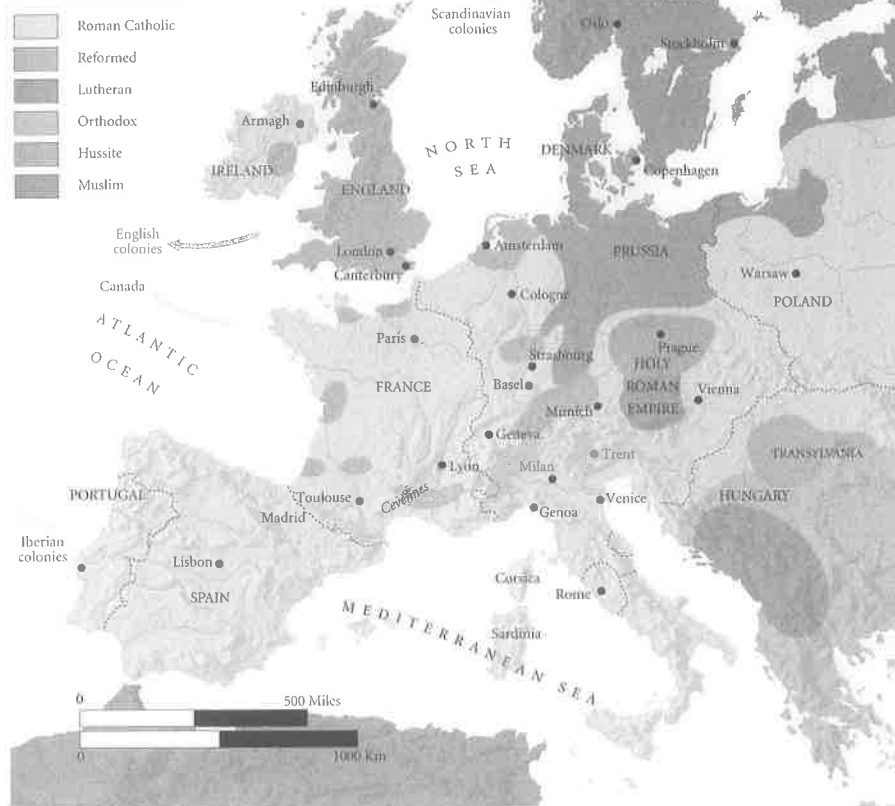 Roman Catholic
Reformed
Lutheran
Orthodox
Hussite
Muslim
Scandinavian
colonies
Oslo
Stockholm
Edinburgh
Armagh
IRELAND
NORTH
SEA
DENMARK
Copenhagen
ENGLAND
English
colonies
London
Canterbury
Amsterdam
PRUSSIA
Warsaw
POLAND
Canada
Cologne
ATLANTIC
OCEAN
Paris
FRANCE
Strasbourg
Basel
Prague
HOLY
ROMAN
EMPIRE
Vienna
Munich
Geneva
Lyon
Milan
Trent
TRANSYLVANIA
HUNGARY
PORTUGAL
Toulouse
Cevennes
Madrid
Genoa
Venice
Iberian
colonies
Lisbon
SPAIN
Corsica
Rome
Sardinia
MEDITERRANEAN SEA
0
500 Miles
0
1000 Km